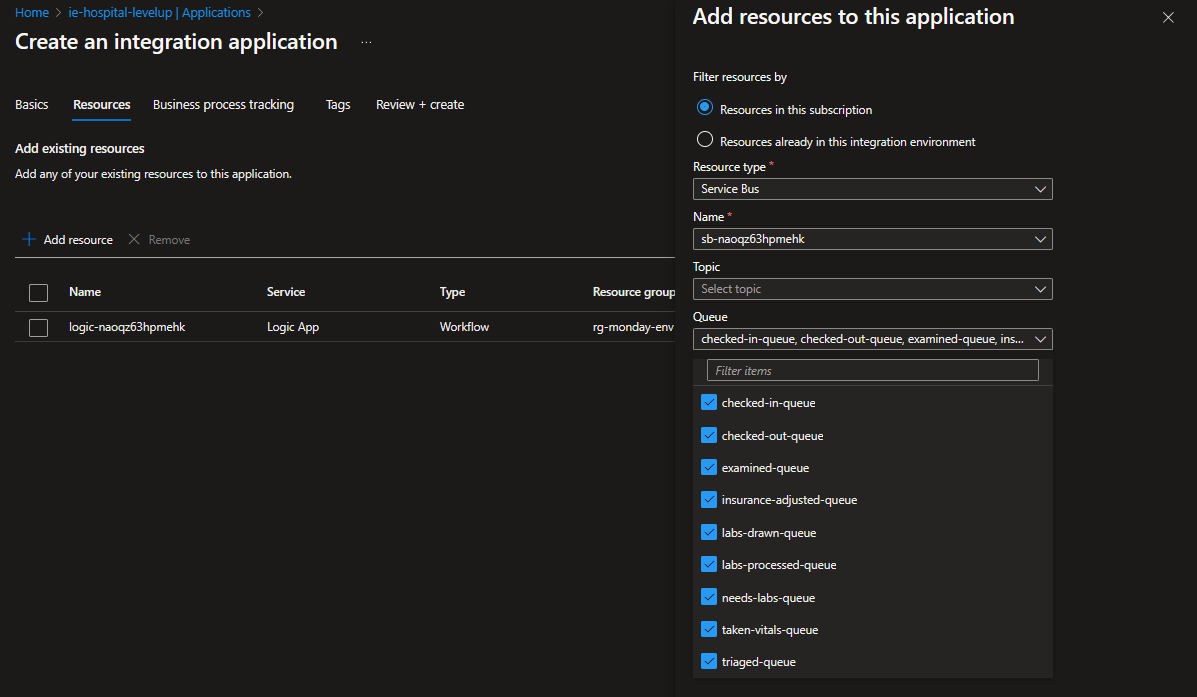 Home > ie-hospital-levelup | Applications >
Create an integration application ...
Basics Resources Business process tracking Tags Review + create
Add existing resources
Add any of your existing resources to this application.
Add resource Remove
Name Service Type Resource group
logic-naoqz63hpmehk Logic App Workflow rg-monday-env
Add resources to this application
Filter resources by
Resources in this subscription
Resources already in this integration environment
Resource type *
Service Bus
Name *
sb-naoqz63hpmehk
Topic
Select topic
Queue
checked-in-queue, checked-out-queue, examined-queue, ins...
Filter items
checked-in-queue
checked-out-queue
examined-queue
insurance-adjusted-queue
labs-drawn-queue
labs-processed-queue
needs-labs-queue
taken-vitals-queue
triaged-queue